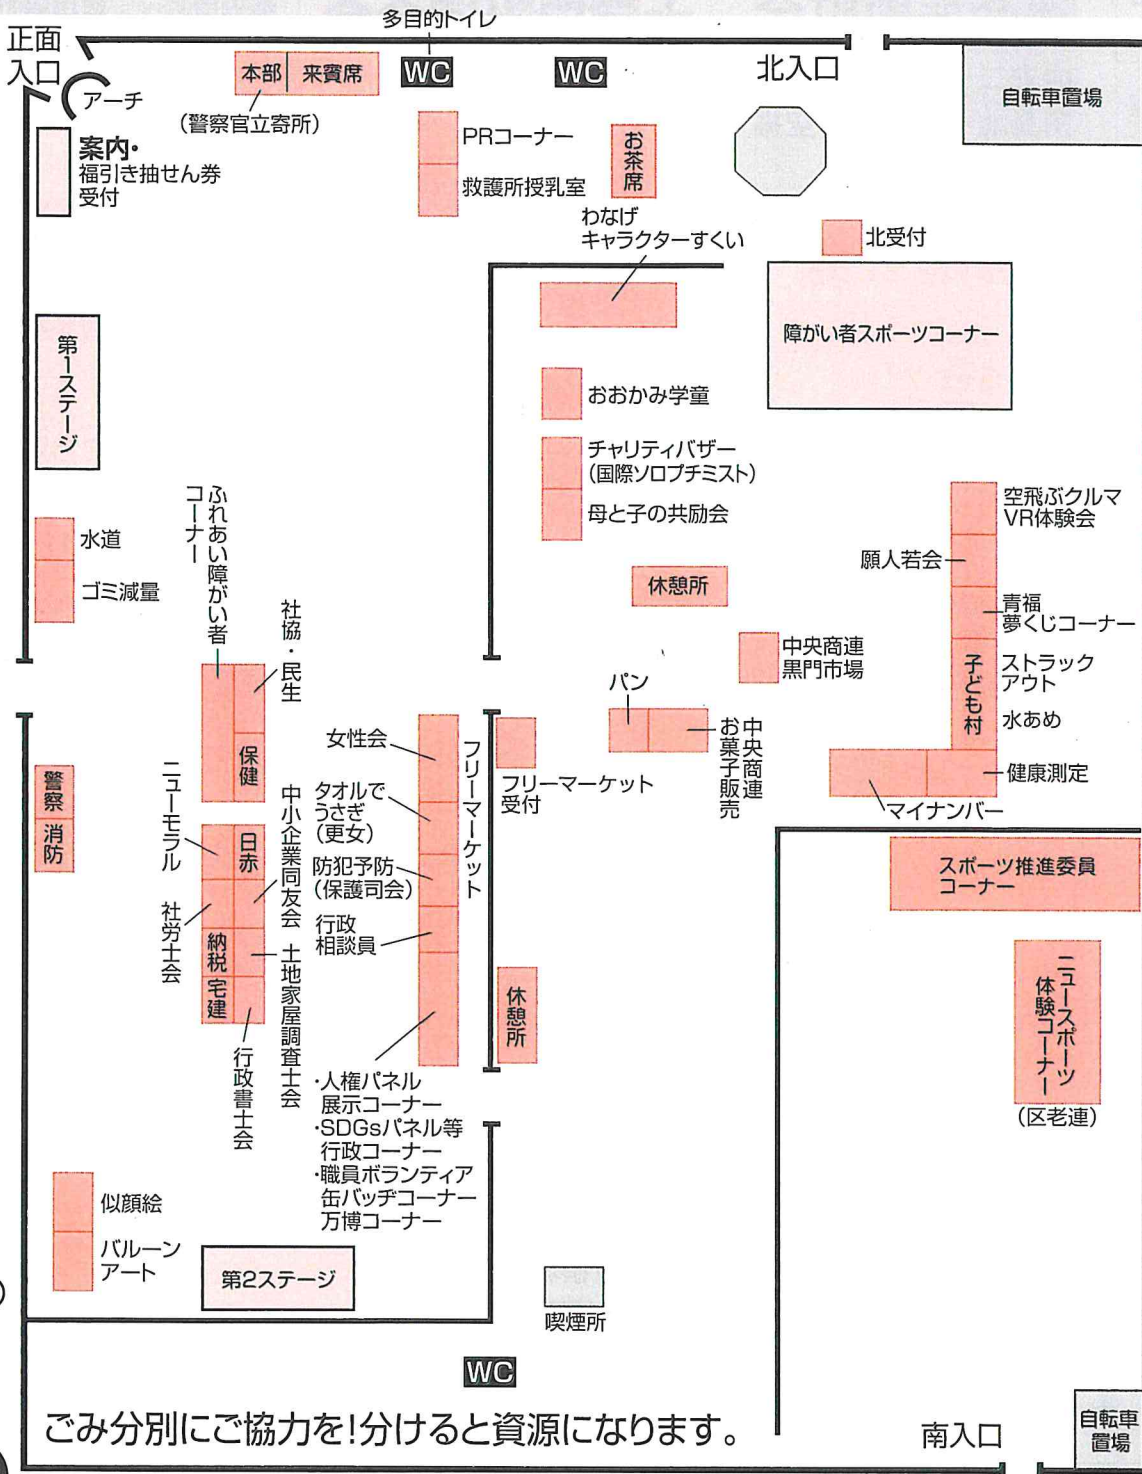 多目的トイレ
正面
入口
アーチ
本部
来賓席
(警察官立寄所)
WC
WC
北入口
自転車置場
案内・
福引き抽せん券
受付
PRコーナー
救護所授乳室
お茶席
わなげ
キャラクターすくい
北受付
障がい者スポーツコーナー
第1ステージ
おおかみ学童
チャリティバザー
(国際ソロプチミスト)
母と子の共励会
水道
ゴミ減量
ふれあい障がい者
コーナー
社協・民生
保健
休憩所
中央商連
黒門市場
空飛ぶクルマ
VR体験会
願人若会
青福
夢くじコーナー
子ども村
ストラック
アウト
水あめ
健康測定
マイナンバー
パン
中央商連
お菓子販売
フリーマーケット
受付
フリーマーケット
女性会
タオルで
うさぎ
(更女)
防犯予防
(保護司会)
行政
相談員
警察
消防
ニューモラル
日赤
中小企業同友会
社労士会
納税
宅建
土地家屋調査士会
行政書士会
休憩所
スポーツ推進委員
コーナー
ニュースポーツ
体験コーナー
(区老連)
・人権パネル
展示コーナー
・SDGsパネル等
行政コーナー
・職員ボランティア
缶バッヂコーナー
万博コーナー
似顔絵
バルーン
アート
第2ステージ
喫煙所
WC
ごみ分別にご協力を!分けると資源になります。
南入口
自転車
置場